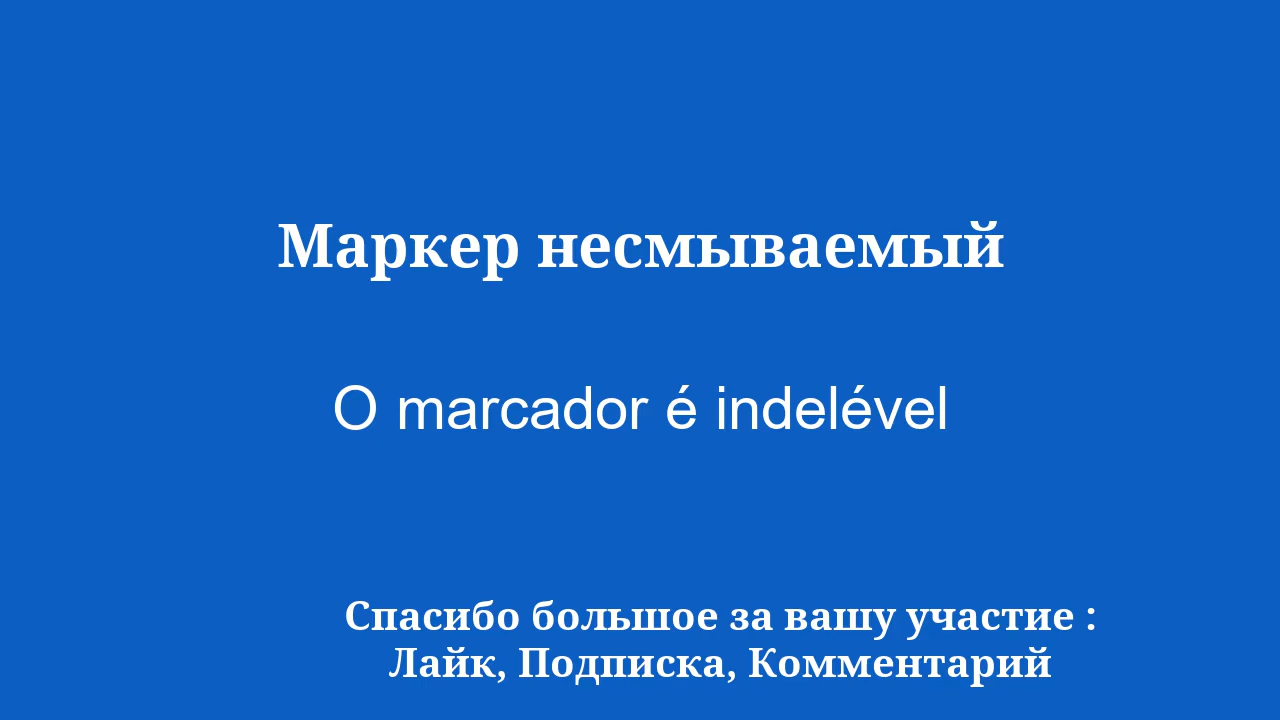 Маркер несмываемый
O marcador é indelével
Спасибо большое за вашу участие :
Лайк, Подписка, Комментарий